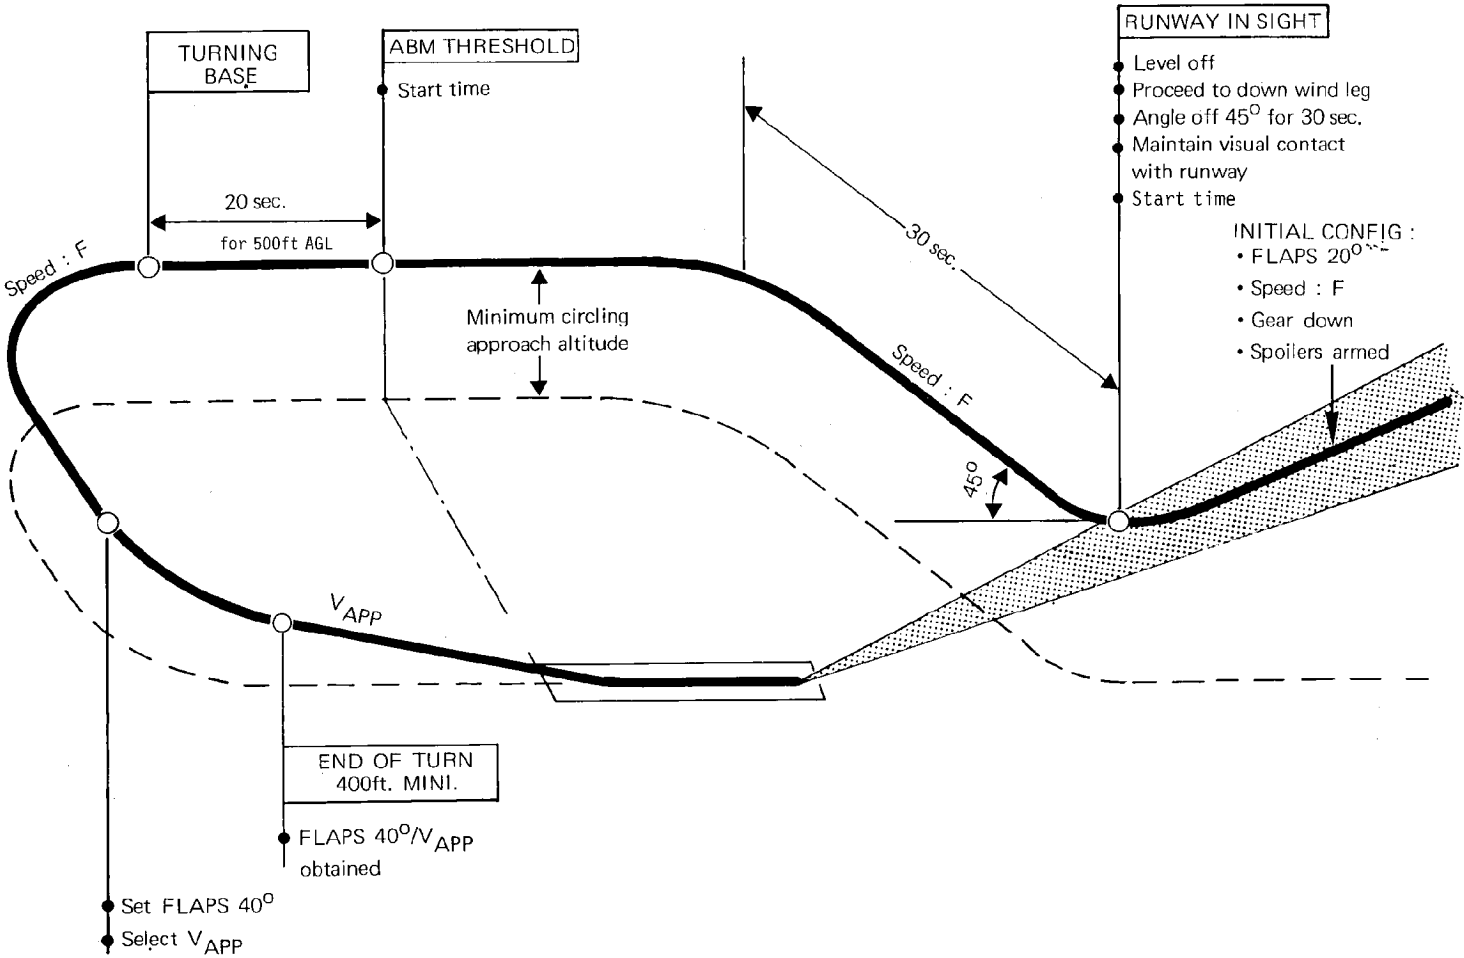 TURNING
BASE
ABM THRESHOLD
Start time
RUNWAY IN SIGHT
Level off
Proceed to down wind leg
Angle off 45° for 30 sec.
Maintain visual contact
with runway
Start time
20 sec.
for 500ft AGL
Speed : F
30 sec.
INITIAL CONFIG :
• FLAPS 20°
• Speed : F
• Gear down
• Spoilers armed
Minimum circling
approach altitude
Speed : F
45°
VAPP
END OF TURN
400ft. MINI.
FLAPS 40°/VAPP
obtained
Set FLAPS 40°
Select VAPP